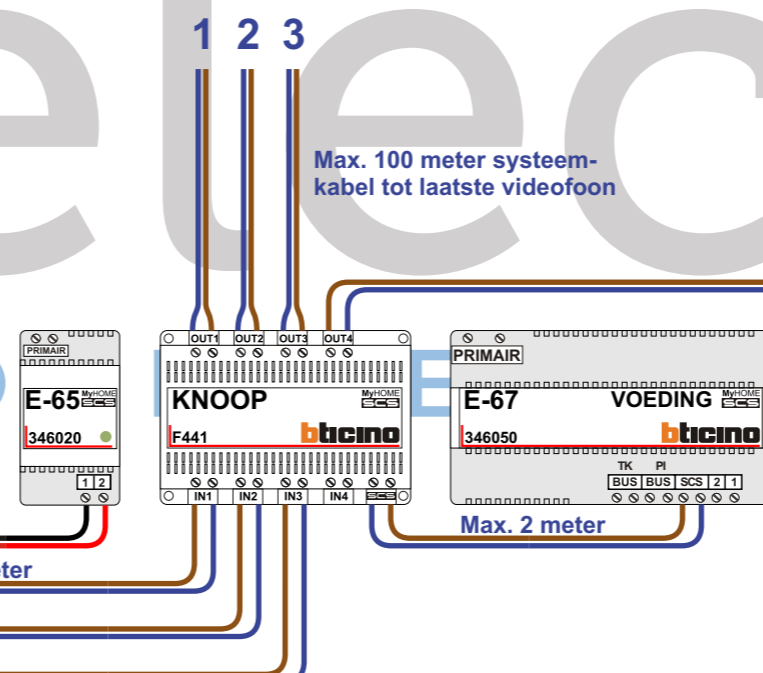 elec
1 2 3
Max. 100 meter systeem-
kabel tot laatste videofoon
PRIMAIR
E-65 MyHOME SCS
346020
1 2
OUT1 OUT2 OUT3 OUT4
KNOOP MyHOME SCS
F441 bticino
IN1 IN2 IN3 IN4 SCS
PRIMAIR
E-67 VOEDING MyHOME SCS
346050 bticino
TK PI
BUS BUS SCS 2 1
Max. 2 meter
ter
E